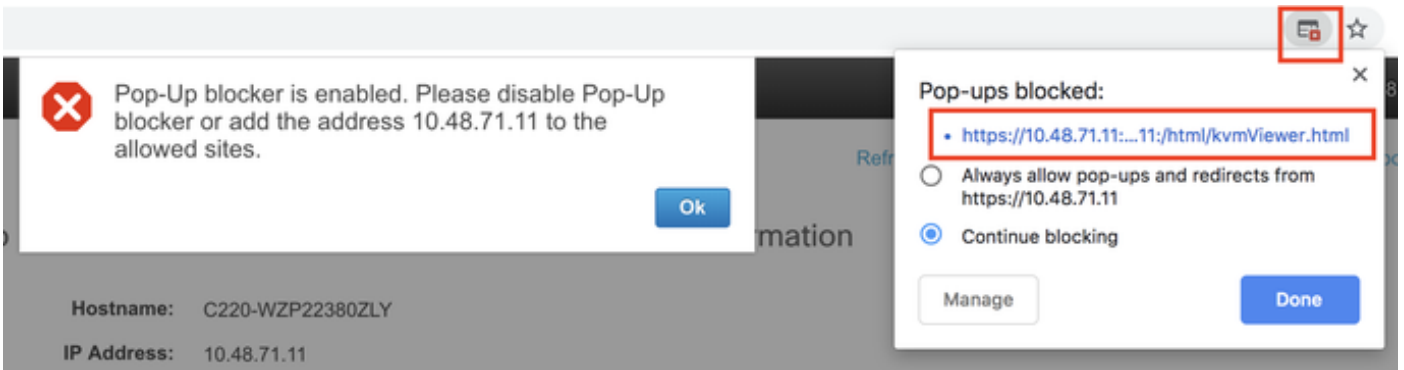 Pop-Up blocker is enabled. Please disable Pop-Up
blocker or add the address 10.48.71.11 to the
allowed sites.
Ok
Pop-ups blocked:
• https://10.48.71.11:...11:/html/kvmViewer.html
Always allow pop-ups and redirects from
https://10.48.71.11
Continue blocking
Manage
Done
Refr
mation
Hostname: C220-WZP22380ZLY
IP Address: 10.48.71.11